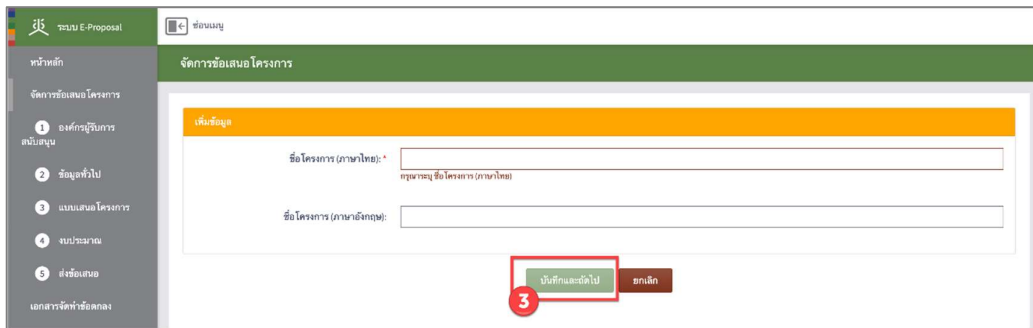 ระบบ E-Proposal
ซ่อนเมนู
หน้าหลัก
จัดการข้อเสนอโครงการ
จัดการข้อเสนอโครงการ
1 องค์กรผู้รับการ
สนับสนุน
2 ข้อมูลทั่วไป
3 แบบเสนอโครงการ
4 งบประมาณ
5 ส่งข้อเสนอ
เอกสารจัดทำข้อตกลง
เพิ่มข้อมูล
ชื่อโครงการ (ภาษาไทย): *
กรุณาระบุ ชื่อโครงการ (ภาษาไทย)
ชื่อโครงการ (ภาษาอังกฤษ):
บันทึกและถัดไป
ยกเลิก
3